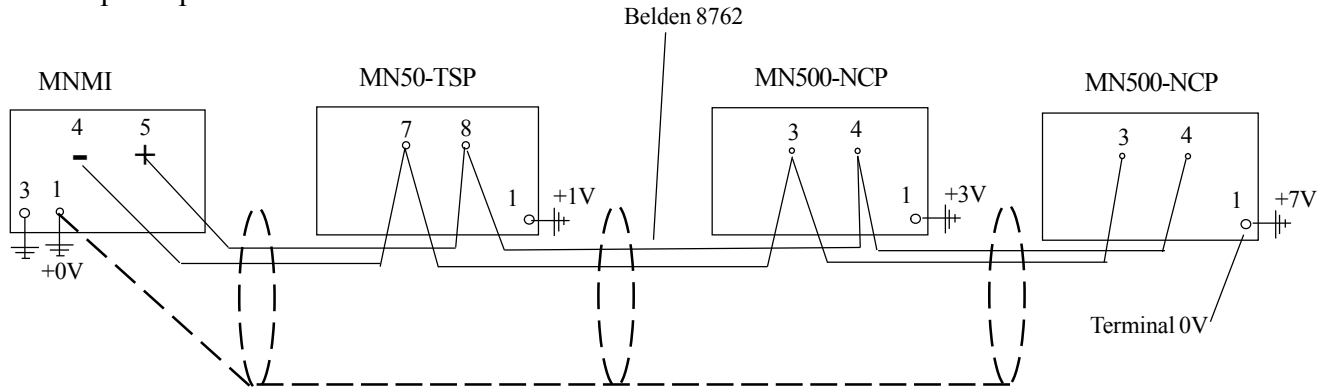 Belden 8762
MNMI
MN50-TSP
MN500-NCP
MN500-NCP
4 5
7 8
3 4
3 4
3 1
1 +1V
1 +3V
1 +7V
+0V
Terminal 0V